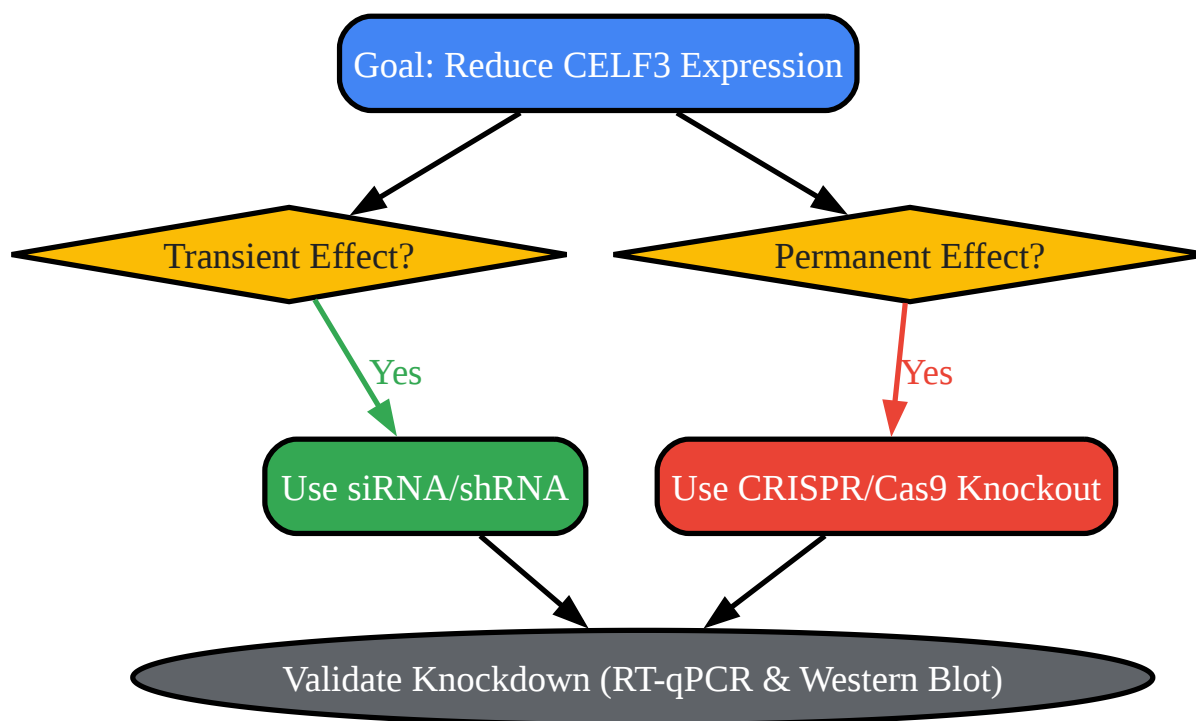 Goal: Reduce CELF3 Expression
Transient Effect?
Permanent Effect?
Yes
Yes
Use siRNA/shRNA
Use CRISPR/Cas9 Knockout
Validate Knockdown (RT-qPCR & Western Blot)